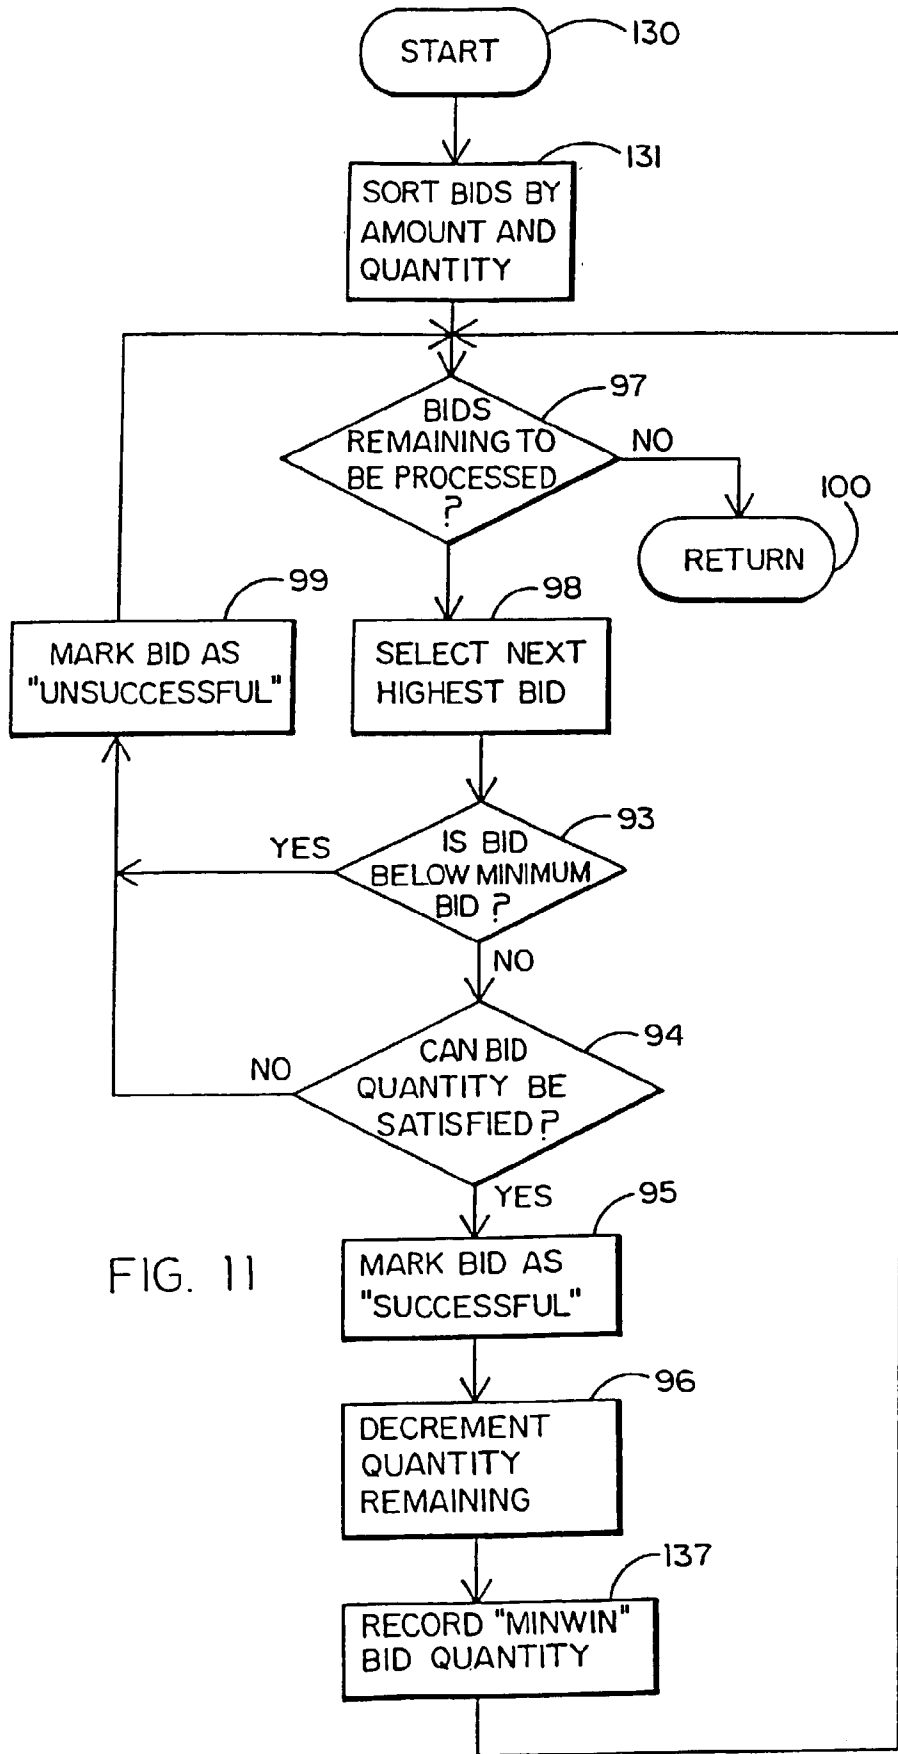 START
130
131
SORT BIDS BY
AMOUNT AND
QUANTITY
97
BIDS
REMAINING TO
BE PROCESSED
?
NO
100
RETURN
99
MARK BID AS
"UNSUCCESSFUL"
98
SELECT NEXT
HIGHEST BID
93
YES
IS BID
BELOW MINIMUM
BID ?
NO
94
NO
CAN BID
QUANTITY BE
SATISFIED?
YES
95
MARK BID AS
"SUCCESSFUL"
FIG. 11
96
DECREMENT
QUANTITY
REMAINING
137
RECORD "MINWIN"
BID QUANTITY